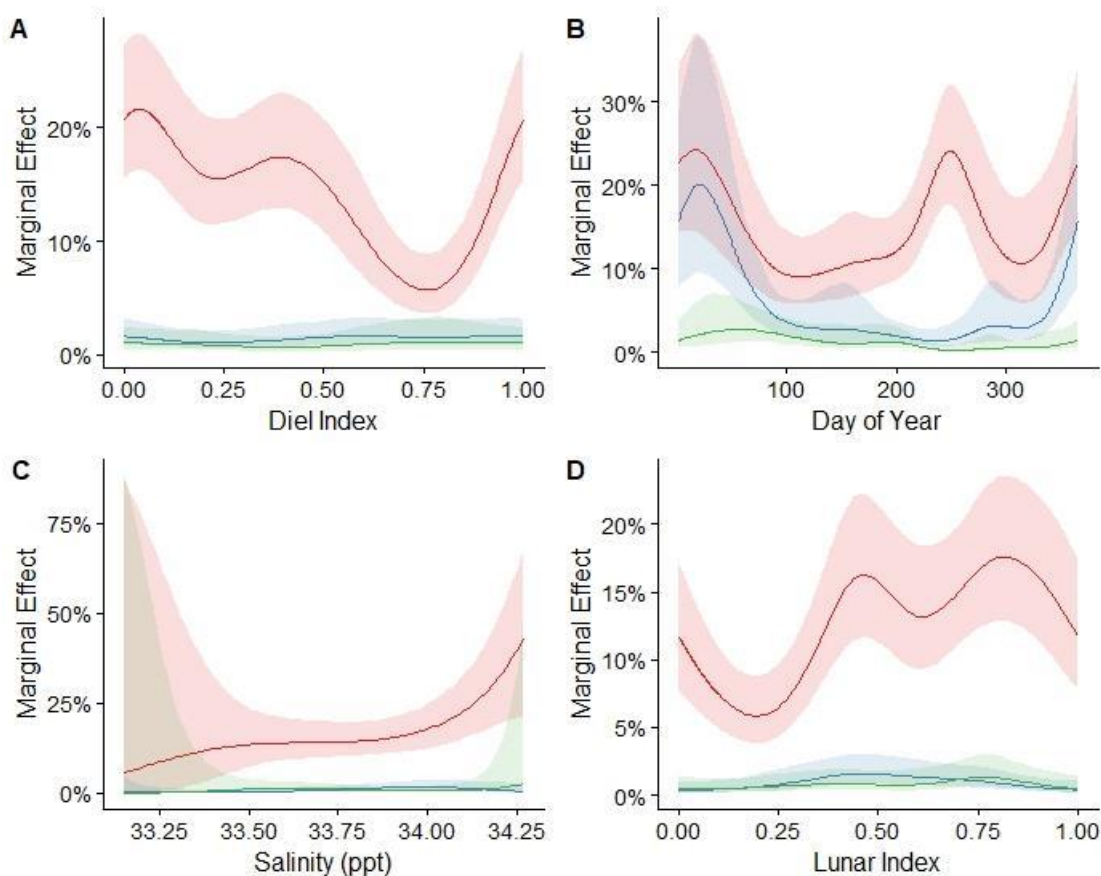 A
Marginal Effect
20%
10%
0%
0.00 0.25 0.50 0.75 1.00
Diel Index
B
Marginal Effect
30%
20%
10%
0%
100 200 300
Day of Year
C
Marginal Effect
75%
50%
25%
0%
33.25 33.50 33.75 34.00 34.25
Salinity (ppt)
D
Marginal Effect
20%
15%
10%
5%
0%
0.00 0.25 0.50 0.75 1.00
Lunar Index